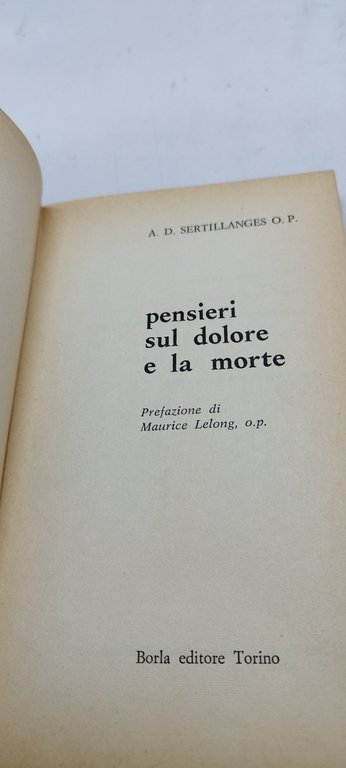 A. D. SERTILLANGES O. P.
pensieri
sul dolore
e la morte
Prefazione di
Maurice Lelong, o.p.
Borla editore Torino